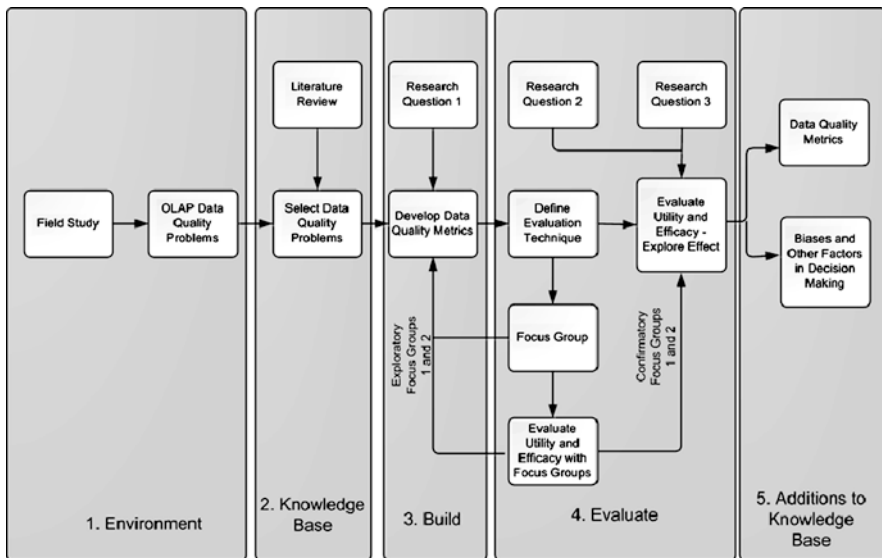 Literature
Review
Research
Question 1
Research
Question 2
Research
Question 3
Data Quality
Metrics
Field Study
OLAP Data
Quality
Problems
Select Data
Quality
Problems
Develop Data
Quality Metrics
Define
Evaluation
Technique
Evaluate
Utility and
Efficacy -
Explore Effect
Biases and
Other Factors
in Decision
Making
Exploratory
Focus Groups
1 and 2
Focus Group
Confirmatory
Focus Groups
1 and 2
Evaluate
Utility and
Efficacy with
Focus Groups
1. Environment
2. Knowledge
Base
3. Build
4. Evaluate
5. Additions to
Knowledge
Base